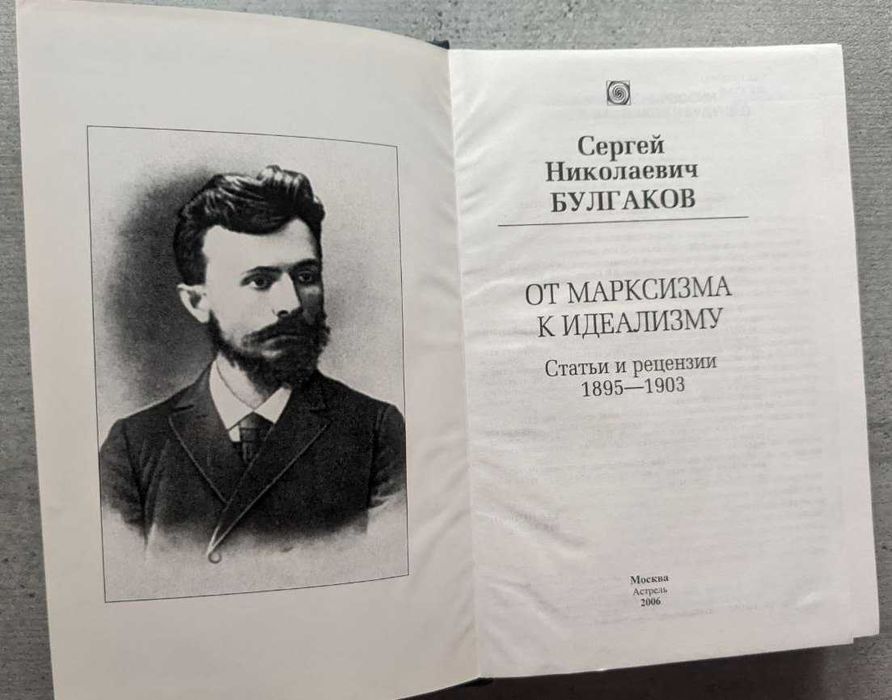 Сергей
Николаевич
БУЛГАКОВ
ОТ МАРКСИЗМА
К ИДЕАЛИЗМУ
Статьи и рецензии
1895—1903
Москва
Астрель
2006